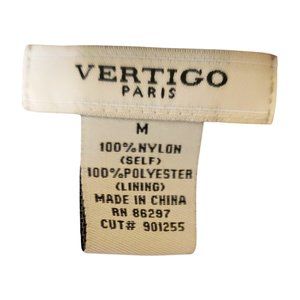 VERTIGO
PARIS
M
100%NYLON
(SELF)
100%POLYESTER
(LINING)
MADE IN CHINA
RN 86297
CUT# 901255